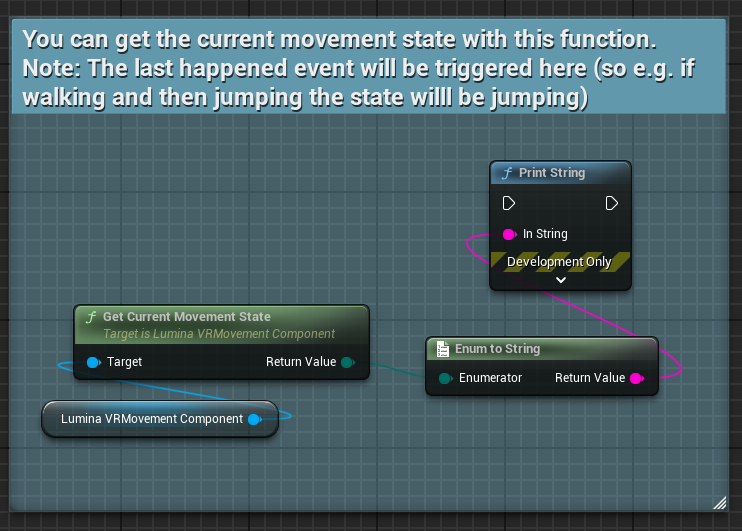 You can get the current movement state with this function.
Note: The last happened event will be triggered here (so e.g. if
walking and then jumping the state willl be jumping)
f Print String
In String
Development Only
f Get Current Movement State
Target is Lumina VRMovement Component
Target Return Value
Enum to String
Enumerator Return Value
Lumina VRMovement Component